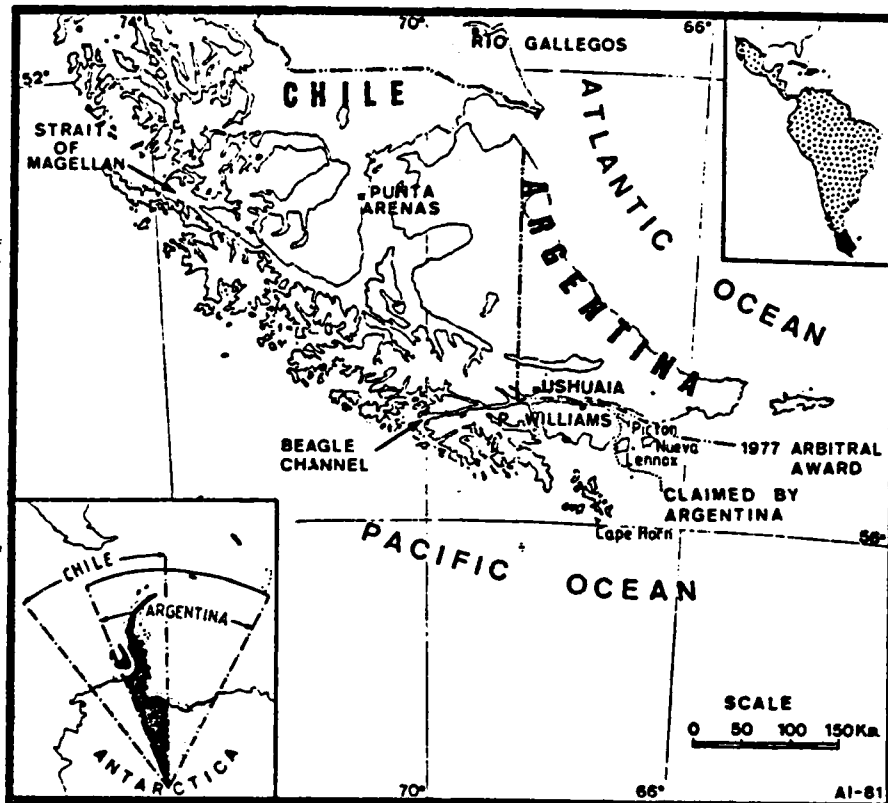 74°
70°
66°
RIO GALLEGOS
52°
CHILE
ATLANTIC OCEAN
STRAIT
OF
MAGELLAN
PUNTA
ARENAS
ARGENTINA
USHUAIA
P. WILLIAMS
Picton
Nueva
Lennox
BEAGLE
CHANNEL
1977 ARBITRAL
AWARD
CLAIMED BY
ARGENTINA
Cape Horn
56°
PACIFIC OCEAN
CHILE
ARGENTINA
ANTARCTICA
SCALE
0 50 100 150Km
70°
66°
AI-81